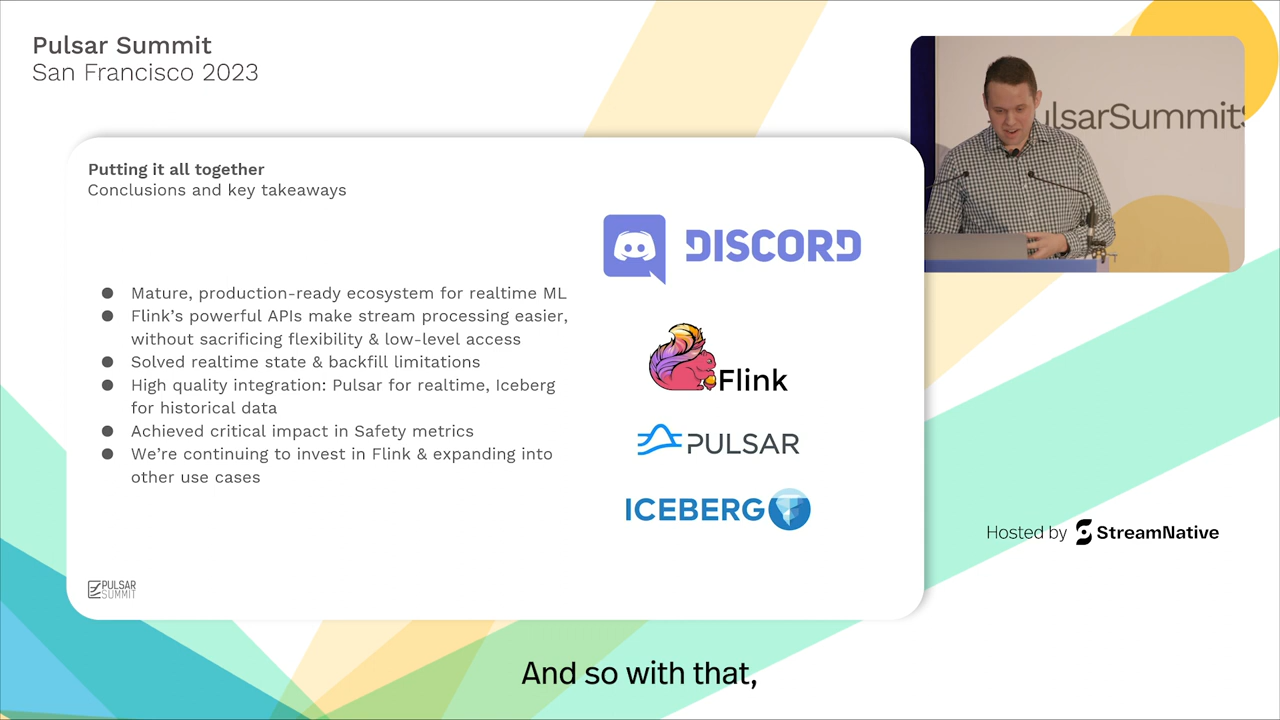 Pulsar Summit
San Francisco 2023
lsarSummit
Putting it all together
Conclusions and key takeaways
DISCORD
● Mature, production-ready ecosystem for realtime ML
● Flink’s powerful APIs make stream processing easier,
without sacrificing flexibility & low-level access
● Solved realtime state & backfill limitations
● High quality integration: Pulsar for realtime, Iceberg
for historical data
● Achieved critical impact in Safety metrics
● We’re continuing to invest in Flink & expanding into
other use cases
Flink
PULSAR
ICEBERG
Hosted by StreamNative
PULSAR
SUMMIT
And so with that,